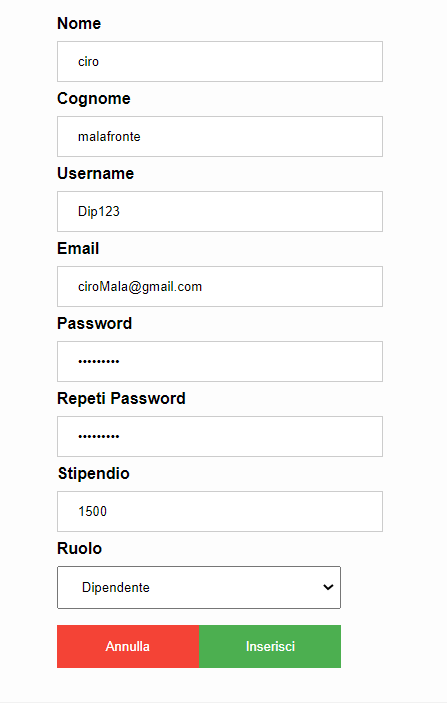 Nome
ciro
Cognome
malafronte
Username
Dip123
Email
ciroMala@gmail.com
Password
•••••••••
Repeti Password
•••••••••
Stipendio
1500
Ruolo
Dipendente
Annulla Inserisci